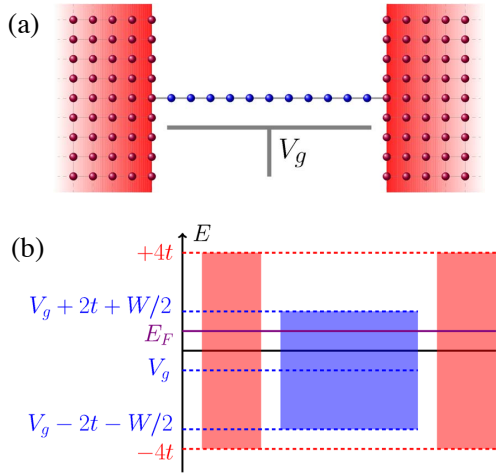 (a)
V_g
(b)
E
+4t
V_g + 2t + W/2
E_F
V_g
V_g − 2t − W/2
−4t